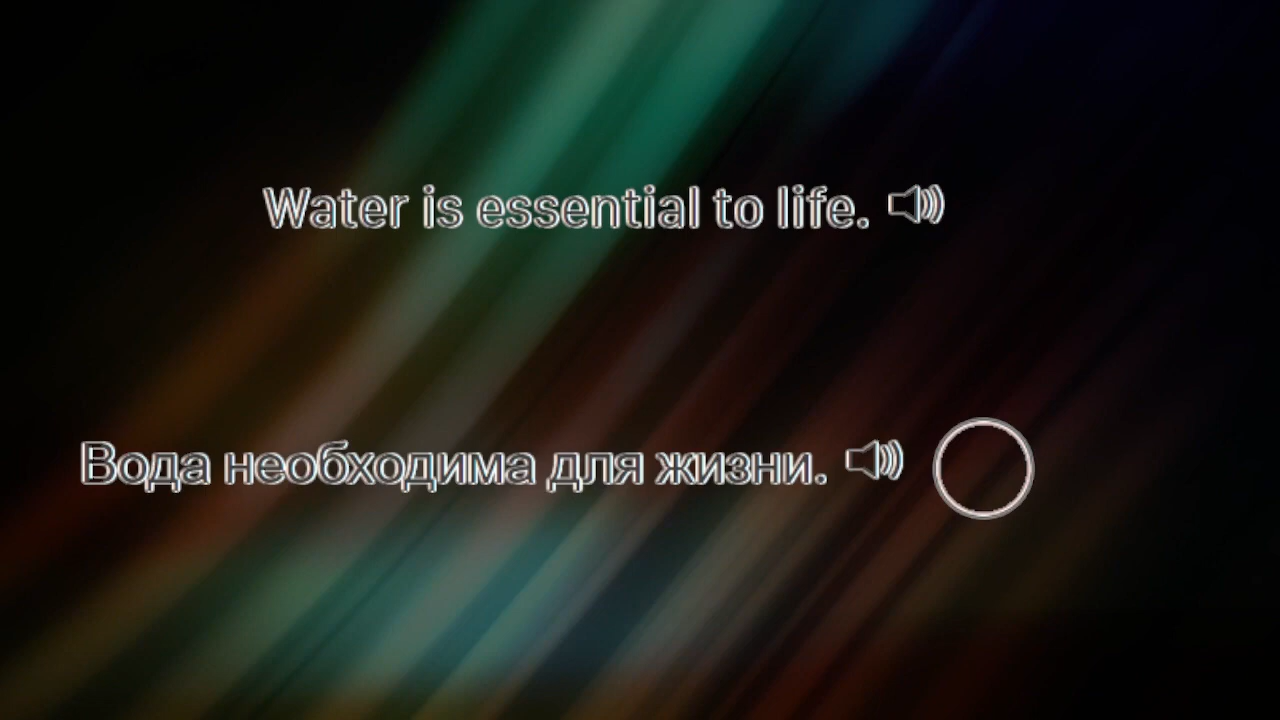 Water is essential to life.
Вода необходима для жизни.